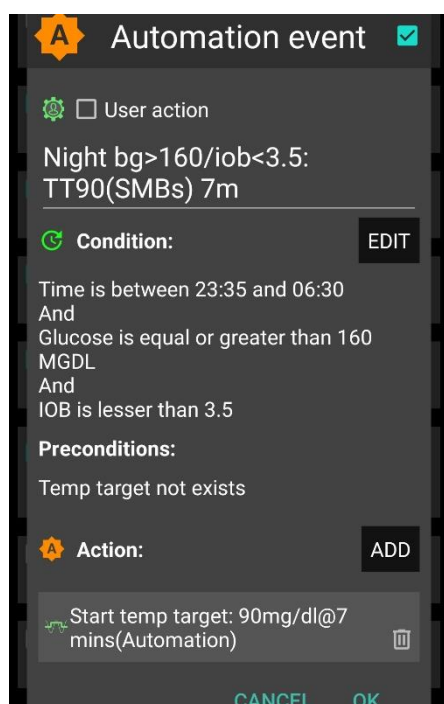 A Automation event
User action
Night bg>160/iob<3.5:
TT90(SMBs) 7m
Condition:
EDIT
Time is between 23:35 and 06:30
And
Glucose is equal or greater than 160
MGDL
And
IOB is lesser than 3.5
Preconditions:
Temp target not exists
A Action:
ADD
Start temp target: 90mg/dl@7
mins(Automation)
CANCEL OK